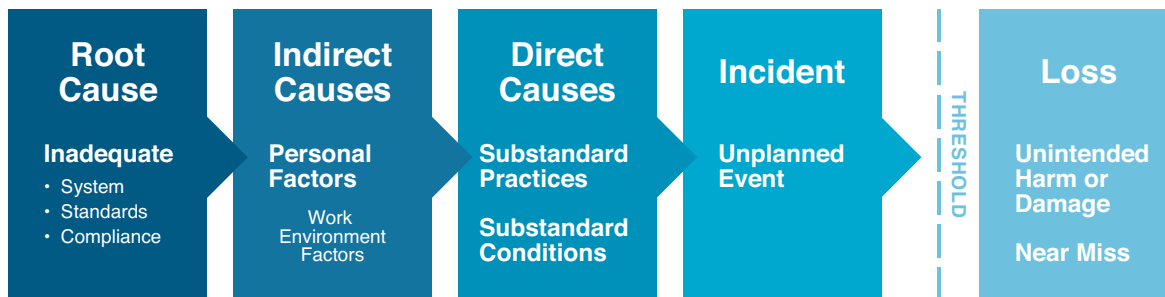 Root
Cause
Inadequate
• System
• Standards
• Compliance
Indirect
Causes
Personal
Factors
Work
Environment
Factors
Direct
Causes
Substandard
Practices
Substandard
Conditions
Incident
Unplanned
Event
THRESHOLD
Loss
Unintended
Harm or
Damage
Near Miss